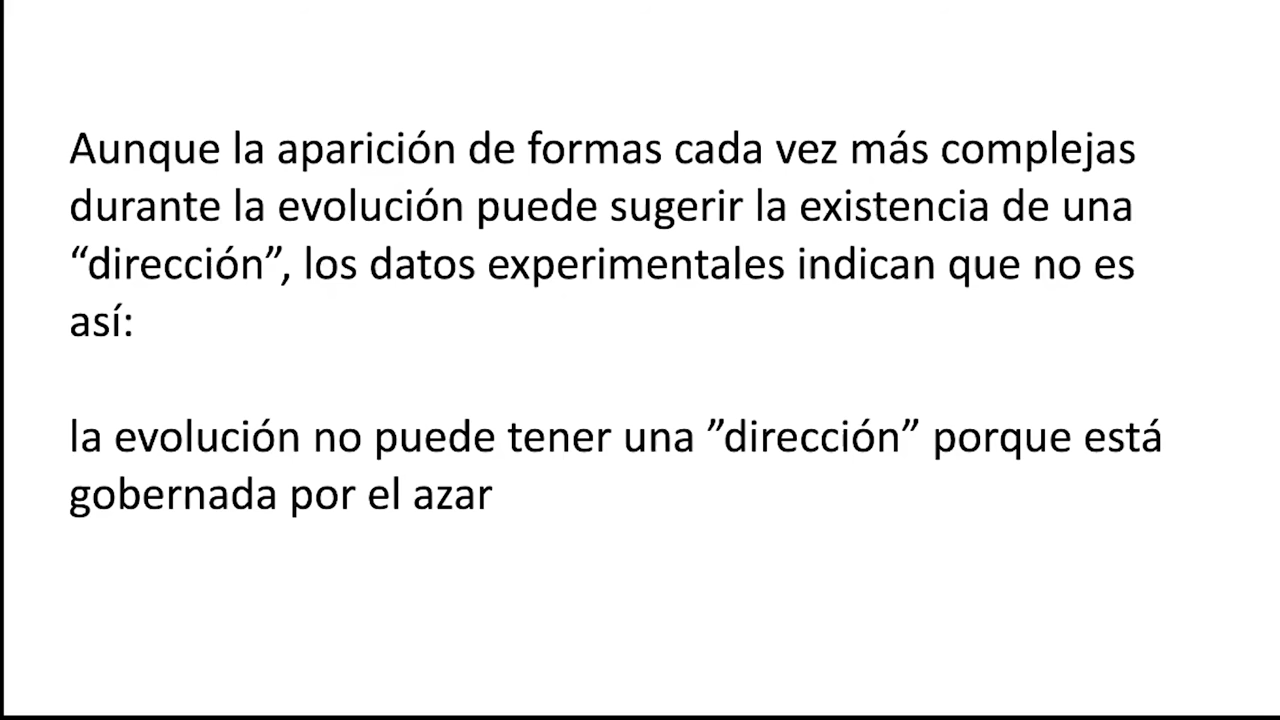 Aunque la aparición de formas cada vez más complejas
durante la evolución puede sugerir la existencia de una
“dirección”, los datos experimentales indican que no es
así:
la evolución no puede tener una ”dirección” porque está
gobernada por el azar